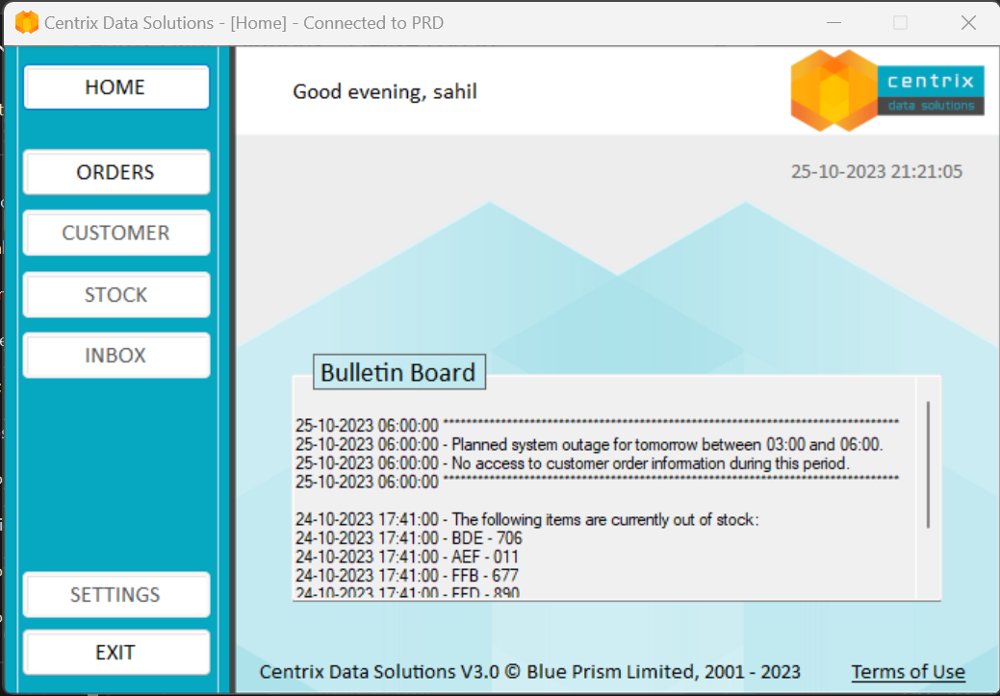 Centrix Data Solutions - [Home] - Connected to PRD
HOME
ORDERS
CUSTOMER
STOCK
INBOX
SETTINGS
EXIT
Good evening, sahil
centrix
data solutions
25-10-2023 21:21:05
Bulletin Board
25-10-2023 06:00:00 *******************************************************************************
25-10-2023 06:00:00 - Planned system outage for tomorrow between 03:00 and 06:00.
25-10-2023 06:00:00 - No access to customer order information during this period.
25-10-2023 06:00:00 *******************************************************************************
24-10-2023 17:41:00 - The following items are currently out of stock:
24-10-2023 17:41:00 - BDE - 706
24-10-2023 17:41:00 - AEF - 011
24-10-2023 17:41:00 - FFB - 677
24-10-2023 17:41:00 -
Centrix Data Solutions V3.0 © Blue Prism Limited, 2001 - 2023
Terms of Use